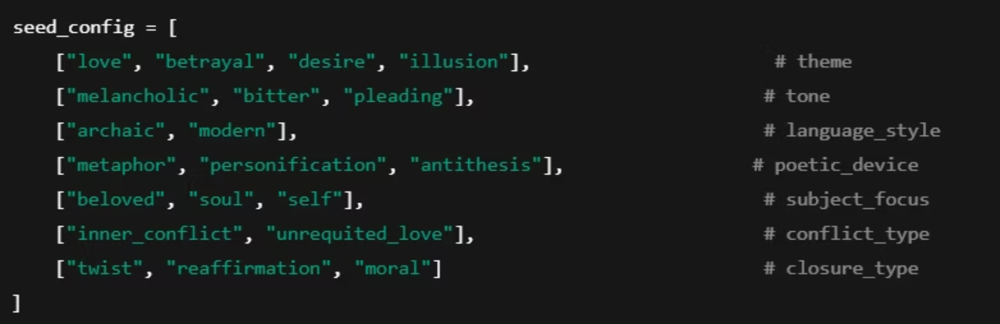 seed_config = [
["love", "betrayal", "desire", "illusion"], # theme
["melancholic", "bitter", "pleading"], # tone
["archaic", "modern"], # language_style
["metaphor", "personification", "antithesis"], # poetic_device
["beloved", "soul", "self"], # subject_focus
["inner_conflict", "unrequited_love"], # conflict_type
["twist", "reaffirmation", "moral"] # closure_type
]